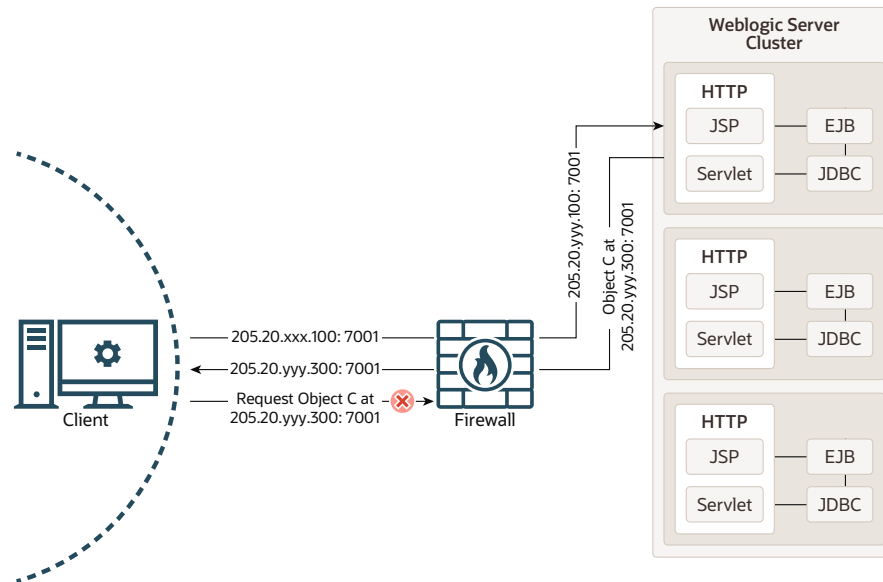 Weblogic Server
Cluster
HTTP
JSP
EJB
Servlet
JDBC
HTTP
JSP
EJB
Servlet
JDBC
HTTP
JSP
EJB
Servlet
JDBC
205.20.yyy.100: 7001
Object C at
205.20.yyy.300: 7001
205.20.xxx.100: 7001
205.20.yyy.300: 7001
Request Object C at
205.20.yyy.300: 7001
Client
Firewall